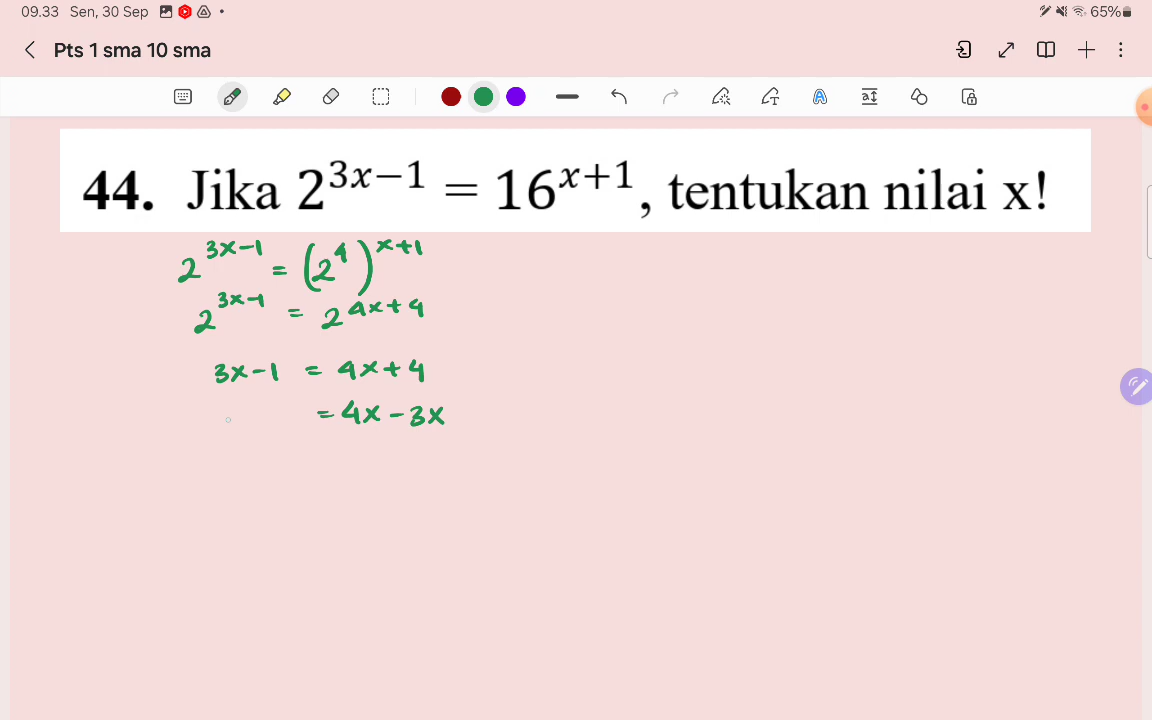 09.33 Sen, 30 Sep 65%
Pts 1 sma 10 sma
44. Jika 2^{3x−1} = 16^{x+1}, tentukan nilai x!
2^{3x-1} = (2^4)^{x+1}
2^{3x-1} = 2^{4x+4}
3x-1 = 4x+4
= 4x - 3x